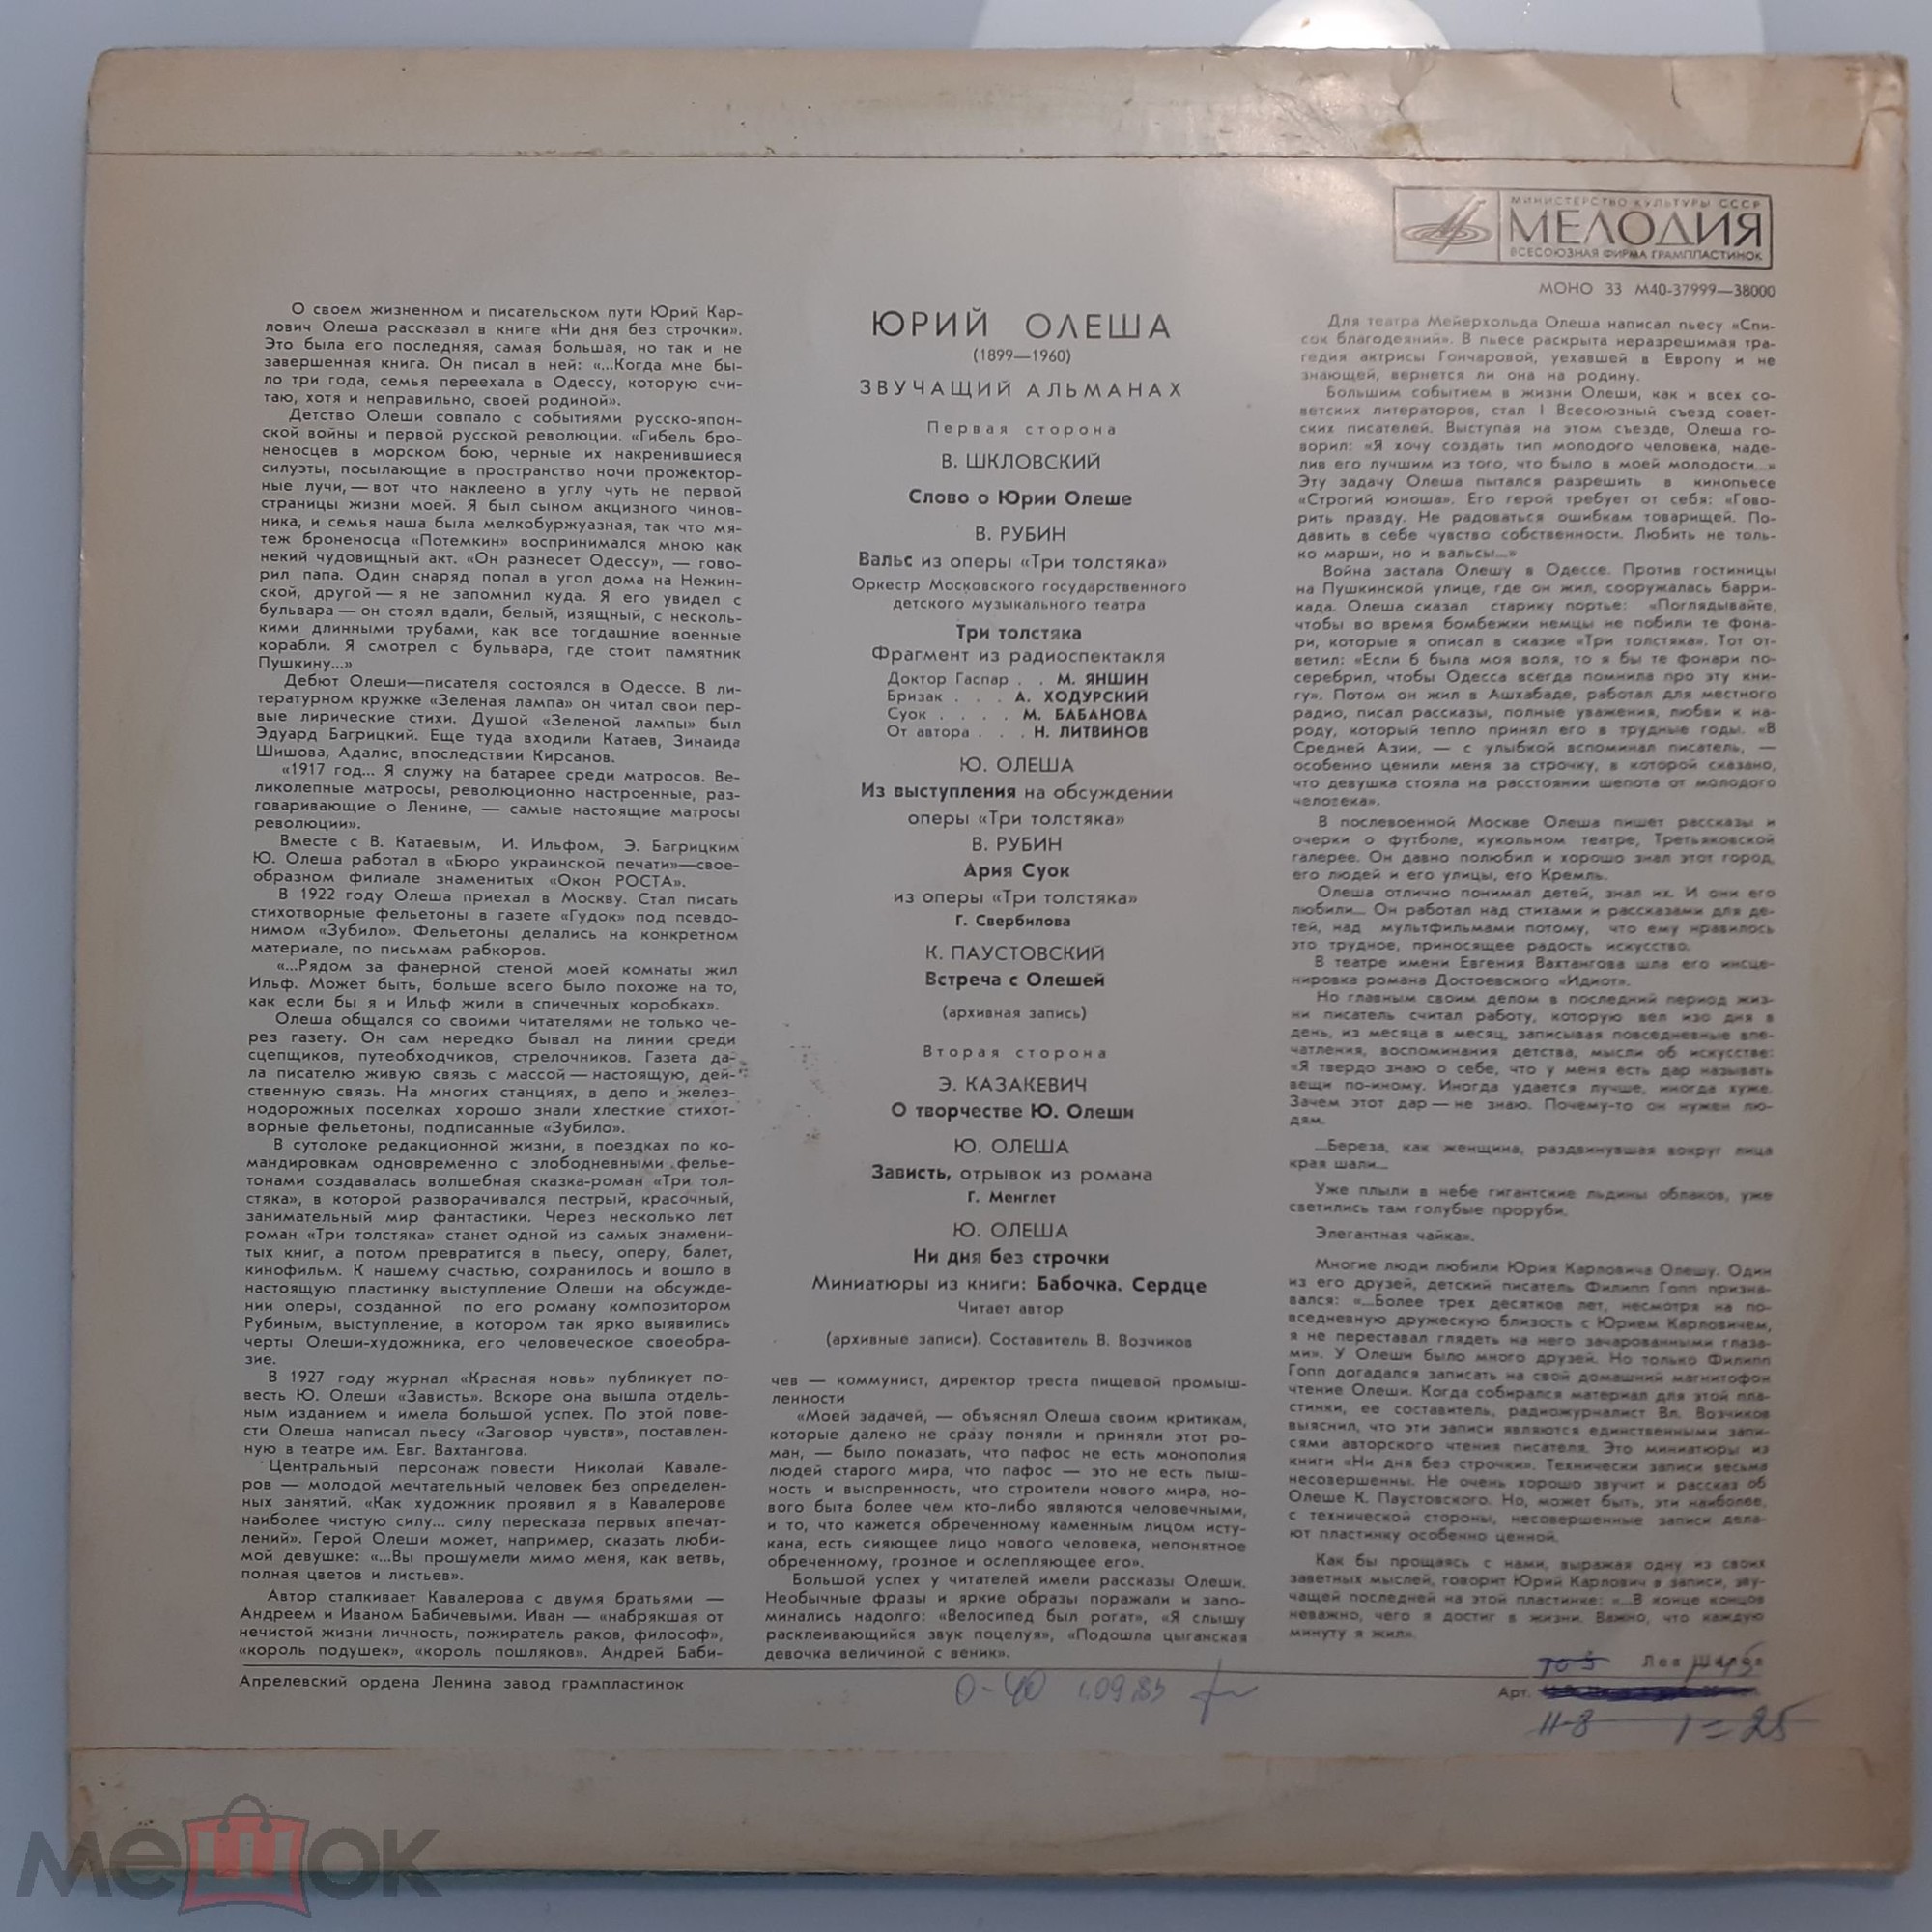 МИНИСТЕРСТВО КУЛЬТУРЫ СССР
МЕЛОДИЯ
ВСЕСОЮЗНАЯ ФИРМА ГРАМПЛАСТИНОК
МОНО 33 М40-37999—38000
О своем жизненном и писательском пути Юрий Кар-
лович Олеша рассказал в книге «Ни дня без строчки».
Это была его последняя, самая большая, но так и не
завершенная книга. Он писал в ней: «...Когда мне бы-
ло три года, семья переехала в Одессу, которую счи-
таю, хотя и неправильно, своей родиной».
Детство Олеши совпало с событиями русско-япон-
ской войны и первой русской революции. «Гибель бро-
неносцев в морском бою, черные их накренившиеся
силуэты, посылающие в пространство ночи прожектор-
ные лучи, — вот что наклеено в углу чуть не первой
страницы жизни моей. Я был сыном акцизного чинов-
ника, и семья наша была мелкобуржуазная, так что мя-
теж броненосца «Потемкин» воспринимался мною как
некий чудовищный акт. «Он разнесет Одессу», — гово-
рил папа. Один снаряд попал в угол дома на Нежин-
ской, другой — я не запомнил куда. Я его увидел с
бульвара — он стоял вдали, белый, изящный, с несколь-
кими длинными трубами, как все тогдашние военные
корабли. Я смотрел с бульвара, где стоит памятник
Пушкину...»
Дебют Олеши—писателя состоялся в Одессе. В ли-
тературном кружке «Зеленая лампа» он читал свои пер-
вые лирические стихи. Душой «Зеленой лампы» был
Эдуард Багрицкий. Еще туда входили Катаев, Зинаида
Шишова, Адалис, впоследствии Кирсанов.
«1917 год... Я служу на батарее среди матросов. Ве-
ликолепные матросы, революционно настроенные, раз-
говаривающие о Ленине, — самые настоящие матросы
революции».
Вместе с В. Катаевым, И. Ильфом, Э. Багрицким
Ю. Олеша работал в «Бюро украинской печати»—свое-
образном филиале знаменитых «Окон РОСТА».
В 1922 году Олеша приехал в Москву. Стал писать
стихотворные фельетоны в газете «Гудок» под псевдо-
нимом «Зубило». Фельетоны делались на конкретном
материале, по письмам рабкоров.
«...Рядом за фанерной стеной моей комнаты жил
Ильф. Может быть, больше всего было похоже на то,
как если бы я и Ильф жили в спичечных коробках».
Олеша общался со своими читателями не только че-
рез газету. Он сам нередко бывал на линии среди
сцепщиков, путеобходчиков, стрелочников. Газета да-
ла писателю живую связь с массой — настоящую, дей-
ственную связь. На многих станциях, в депо и желез-
нодорожных поселках хорошо знали хлесткие стихот-
ворные фельетоны, подписанные «Зубило».
В сутолоке редакционной жизни, в поездках по ко-
мандировкам одновременно с злободневными фелье-
тонами создавалась волшебная сказка-роман «Три тол-
стяка», в которой разворачивался пестрый, красочный,
занимательный мир фантастики. Через несколько лет
роман «Три толстяка» станет одной из самых знамени-
тых книг, а потом превратится в пьесу, оперу, балет,
кинофильм. К нашему счастью, сохранилось и вошло в
настоящую пластинку выступление Олеши на обсужде-
нии оперы, созданной по его роману композитором
Рубиным, выступление, в котором так ярко выявились
черты Олеши-художника, его человеческое своеобра-
зие.
В 1927 году журнал «Красная новь» публикует по-
весть Ю. Олеши «Зависть». Вскоре она вышла отдель-
ным изданием и имела большой успех. По этой пове-
сти Олеша написал пьесу «Заговор чувств», поставлен-
ную в театре им. Евг. Вахтангова.
Центральный персонаж повести Николай Кавале-
ров — молодой мечтательный человек без определен-
ных занятий. «Как художник проявил я в Кавалерове
наиболее чистую силу... силу пересказа первых впечат-
лений». Герой Олеши может, например, сказать люби-
мой девушке: «...Вы прошумели мимо меня, как ветвь,
полная цветов и листьев».
Автор сталкивает Кавалерова с двумя братьями —
Андреем и Иваном Бабичевыми. Иван — «набрякшая от
нечистой жизни личность, пожиратель раков, философ»,
«король подушек», «король пошляков». Андрей Баби-
ЮРИЙ ОЛЕША
(1899—1960)
ЗВУЧАЩИЙ АЛЬМАНАХ
Первая сторона
В. ШКЛОВСКИЙ
Слово о Юрии Олеше
В. РУБИН
Вальс из оперы «Три толстяка»
Оркестр Московского государственного
детского музыкального театра
Три толстяка
Фрагмент из радиоспектакля
Доктор Гаспар . . М. ЯНШИН
Бризак . . . А. ХОДУРСКИЙ
Суок . . . . М. БАБАНОВА
От автора . . . Н. ЛИТВИНОВ
Ю. ОЛЕША
Из выступления на обсуждении
оперы «Три толстяка»
В. РУБИН
Ария Суок
из оперы «Три толстяка»
Г. Свербилова
К. ПАУСТОВСКИЙ
Встреча с Олешей
(архивная запись)
Вторая сторона
Э. КАЗАКЕВИЧ
О творчестве Ю. Олеши
Ю. ОЛЕША
Зависть, отрывок из романа
Г. Менглет
Ю. ОЛЕША
Ни дня без строчки
Миниатюры из книги: Бабочка. Сердце
Читает автор
(архивные записи). Составитель В. Возчиков
чев — коммунист, директор треста пищевой промыш-
ленности
«Моей задачей, — объяснял Олеша своим критикам,
которые далеко не сразу поняли и приняли этот ро-
ман, — было показать, что пафос не есть монополия
людей старого мира, что пафос — это не есть пыш-
ность и выспренность, что строители нового мира, но-
вого быта более чем кто-либо являются человечными,
и то, что кажется обреченному каменным лицом исту-
кана, есть сияющее лицо нового человека, непонятное
обреченному, грозное и ослепляющее его».
Большой успех у читателей имели рассказы Олеши.
Необычные фразы и яркие образы поражали и запо-
минались надолго: «Велосипед был рогат», «Я слышу
расклеивающийся звук поцелуя», «Подошла цыганская
девочка величиной с веник».
Для театра Мейерхольда Олеша написал пьесу «Спи-
сок благодеяний». В пьесе раскрыта неразрешимая тра-
гедия актрисы Гончаровой, уехавшей в Европу и не
знающей, вернется ли она на родину.
Большим событием в жизни Олеши, как и всех со-
ветских литераторов, стал I Всесоюзный съезд совет-
ских писателей. Выступая на этом съезде, Олеша го-
ворил: «Я хочу создать тип молодого человека, наде-
лив его лучшим из того, что было в моей молодости...»
Эту задачу Олеша пытался разрешить в кинопьесе
«Строгий юноша». Его герой требует от себя: «Гово-
рить правду. Не радоваться ошибкам товарищей. По-
давить в себе чувство собственности. Любить не толь-
ко марши, но и вальсы...»
Война застала Олешу в Одессе. Против гостиницы
на Пушкинской улице, где он жил, сооружалась барри-
када. Олеша сказал старику портье: «Поглядывайте,
чтобы во время бомбежки немцы не побили те фона-
ри, которые я описал в сказке «Три толстяка». Тот от-
ветил: «Если б была моя воля, то я бы те фонари по-
серебрил, чтобы Одесса всегда помнила про эту кни-
гу». Потом он жил в Ашхабаде, работал для местного
радио, писал рассказы, полные уважения, любви к на-
роду, который тепло принял его в трудные годы. «В
Средней Азии, — с улыбкой вспоминал писатель, —
особенно ценили меня за строчку, в которой сказано,
что девушка стояла на расстоянии шепота от молодого
человека».
В послевоенной Москве Олеша пишет рассказы и
очерки о футболе, кукольном театре, Третьяковской
галерее. Он давно полюбил и хорошо знал этот город,
его людей и его улицы, его Кремль.
Олеша отлично понимал детей, знал их. И они его
любили... Он работал над стихами и рассказами для де-
тей, над мультфильмами потому, что ему нравилось
это трудное, приносящее радость искусство.
В театре имени Евгения Вахтангова шла его инсце-
нировка романа Достоевского «Идиот».
Но главным своим делом в последний период жиз-
ни писатель считал работу, которую вел изо дня в
день, из месяца в месяц, записывая повседневные впе-
чатления, воспоминания детства, мысли об искусстве:
«Я твердо знаю о себе, что у меня есть дар называть
вещи по-иному. Иногда удается лучше, иногда хуже.
Зачем этот дар — не знаю. Почему-то он нужен лю-
дям.
...Береза, как женщина, раздвинувшая вокруг лица
края шали...
Уже плыли в небе гигантские льдины облаков, уже
светились там голубые проруби.
Элегантная чайка».
Многие люди любили Юрия Карловича Олешу. Один
из его друзей, детский писатель Филипп Гопп призна-
вался: «...Более трех десятков лет, несмотря на по-
вседневную дружескую близость с Юрием Карловичем,
я не переставал глядеть на него зачарованными глаза-
ми». У Олеши было много друзей. Но только Филипп
Гопп догадался записать на свой домашний магнитофон
чтение Олеши. Когда собирался материал для этой пла-
стинки, ее составитель, радиожурналист Вл. Возчиков
выяснил, что эти записи являются единственными запи-
сями авторского чтения писателя. Это миниатюры из
книги «Ни дня без строчки». Технически записи весьма
несовершенны. Не очень хорошо звучит и рассказ об
Олеше К. Паустовского. Но, может быть, эти наиболее,
с технической стороны, несовершенные записи дела-
ют пластинку особенно ценной.
Как бы прощаясь с нами, выражая одну из своих
заветных мыслей, говорит Юрий Карлович в записи, зву-
чащей последней на этой пластинке: «...В конце концов
неважно, чего я достиг в жизни. Важно, что каждую
минуту я жил».
Лев Шилов
Апрелевский ордена Ленина завод грампластинок
0-40 1.09.83
Арт.
11-8 1=25
мешок